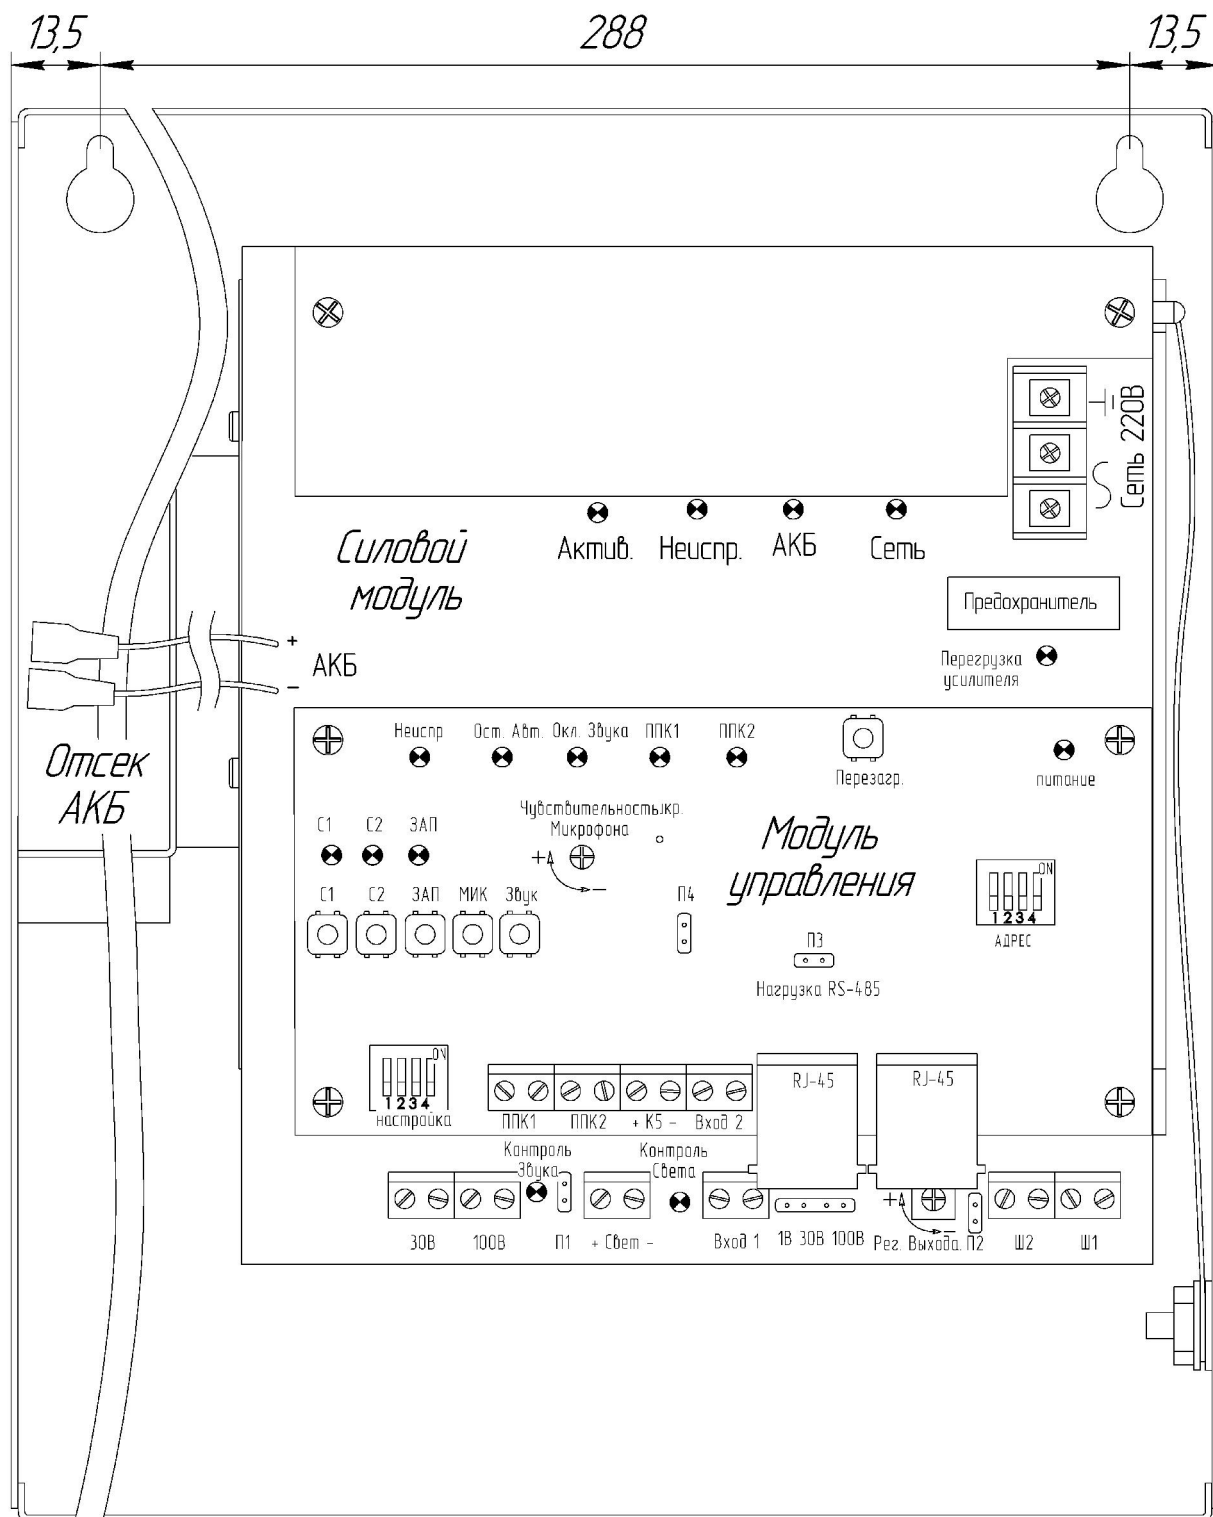 13,5 288 13,5
Сеть 220В
Силовой
модуль
Актив. Неиспр. АКБ Сеть
Предохранитель
Перегрузка
усилителя
+
АКБ
–
Отсек
АКБ
Неиспр Ост. Авт. Окл. Звука ППК1 ППК2
Перезагр.
питание
Чувствительностькр.
Микрофона
+
–
С1 С2 ЗАП
Модуль
управления
С1 С2 ЗАП МИК Звук
П4
ON
1234
АДРЕС
П3
Нагрузка RS-485
ON
1234
настройка
RJ-45 RJ-45
ППК1 ППК2 + К5 – Вход 2
Контроль
Звука
Контроль
Света
+
–
30В 100В П1 + Свет – Вход 1 1В 30В 100В Рег. Выхода. П2 Ш2 Ш1